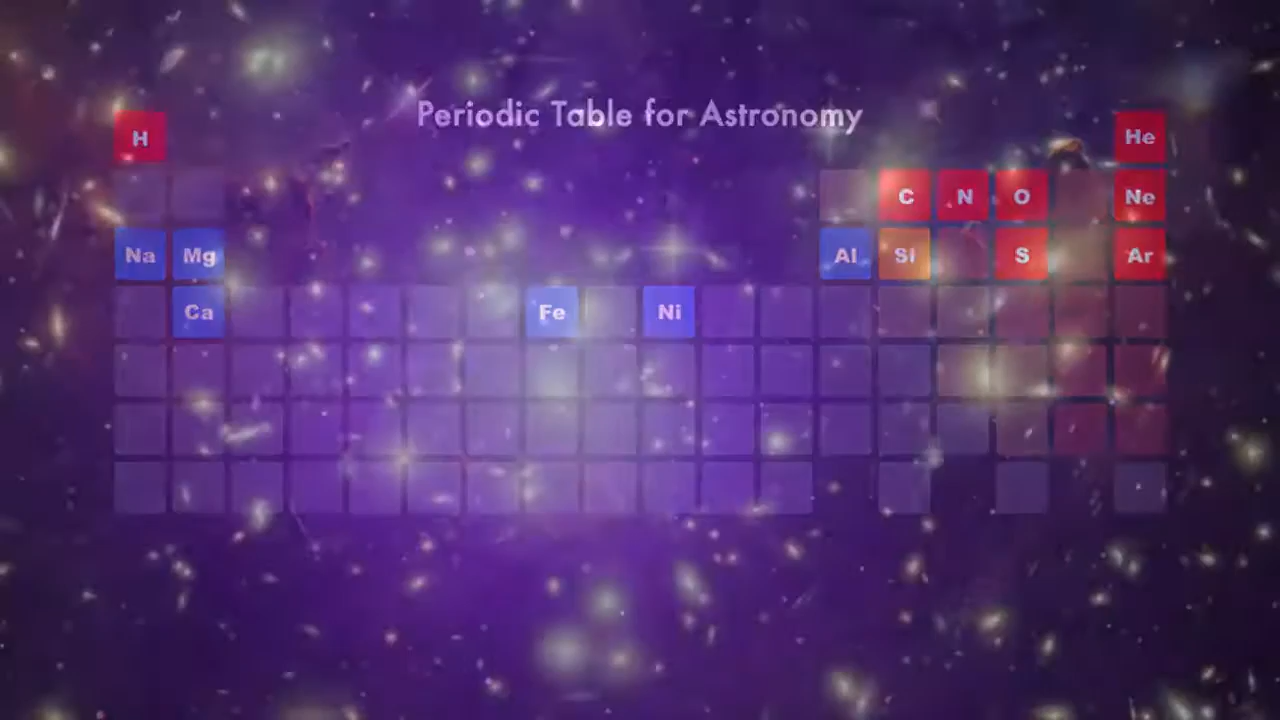 Periodic Table for Astronomy
H He
C N O Ne
Na Mg Al Si S Ar
Ca Fe Ni